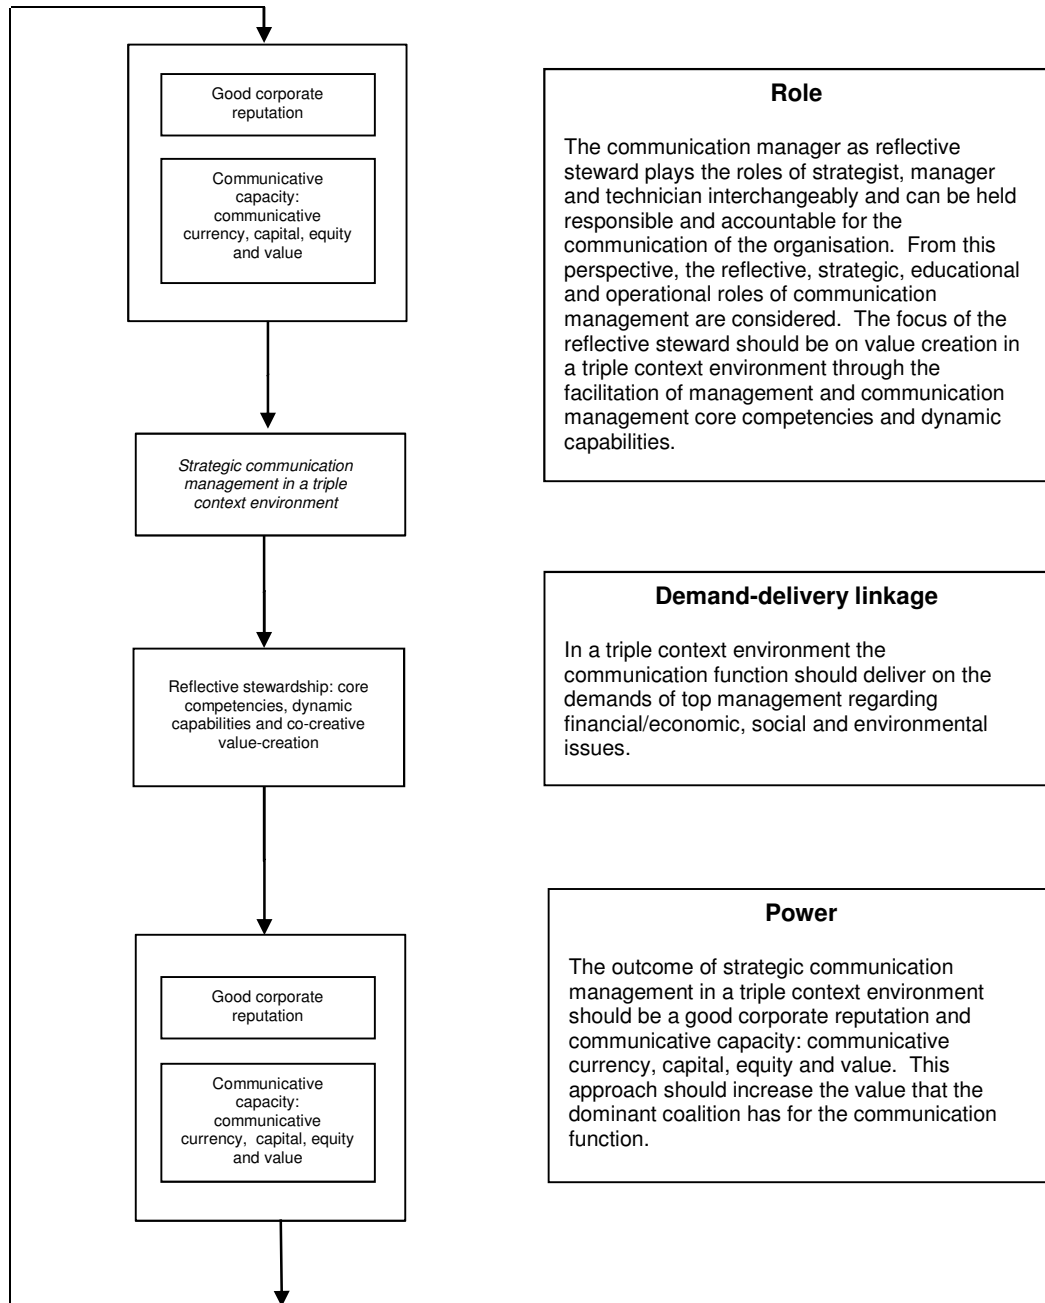 Good corporate
reputation
Communicative
capacity:
communicative
currency, capital, equity
and value
Strategic communication
management in a triple
context environment
Reflective stewardship: core
competencies, dynamic
capabilities and co-creative
value-creation
Good corporate
reputation
Communicative
capacity:
communicative
currency, capital, equity
and value
Role
The communication manager as reflective
steward plays the roles of strategist, manager
and technician interchangeably and can be held
responsible and accountable for the
communication of the organisation. From this
perspective, the reflective, strategic, educational
and operational roles of communication
management are considered. The focus of the
reflective steward should be on value creation in
a triple context environment through the
facilitation of management and communication
management core competencies and dynamic
capabilities.
Demand-delivery linkage
In a triple context environment the
communication function should deliver on the
demands of top management regarding
financial/economic, social and environmental
issues.
Power
The outcome of strategic communication
management in a triple context environment
should be a good corporate reputation and
communicative capacity: communicative
currency, capital, equity and value. This
approach should increase the value that the
dominant coalition has for the communication
function.